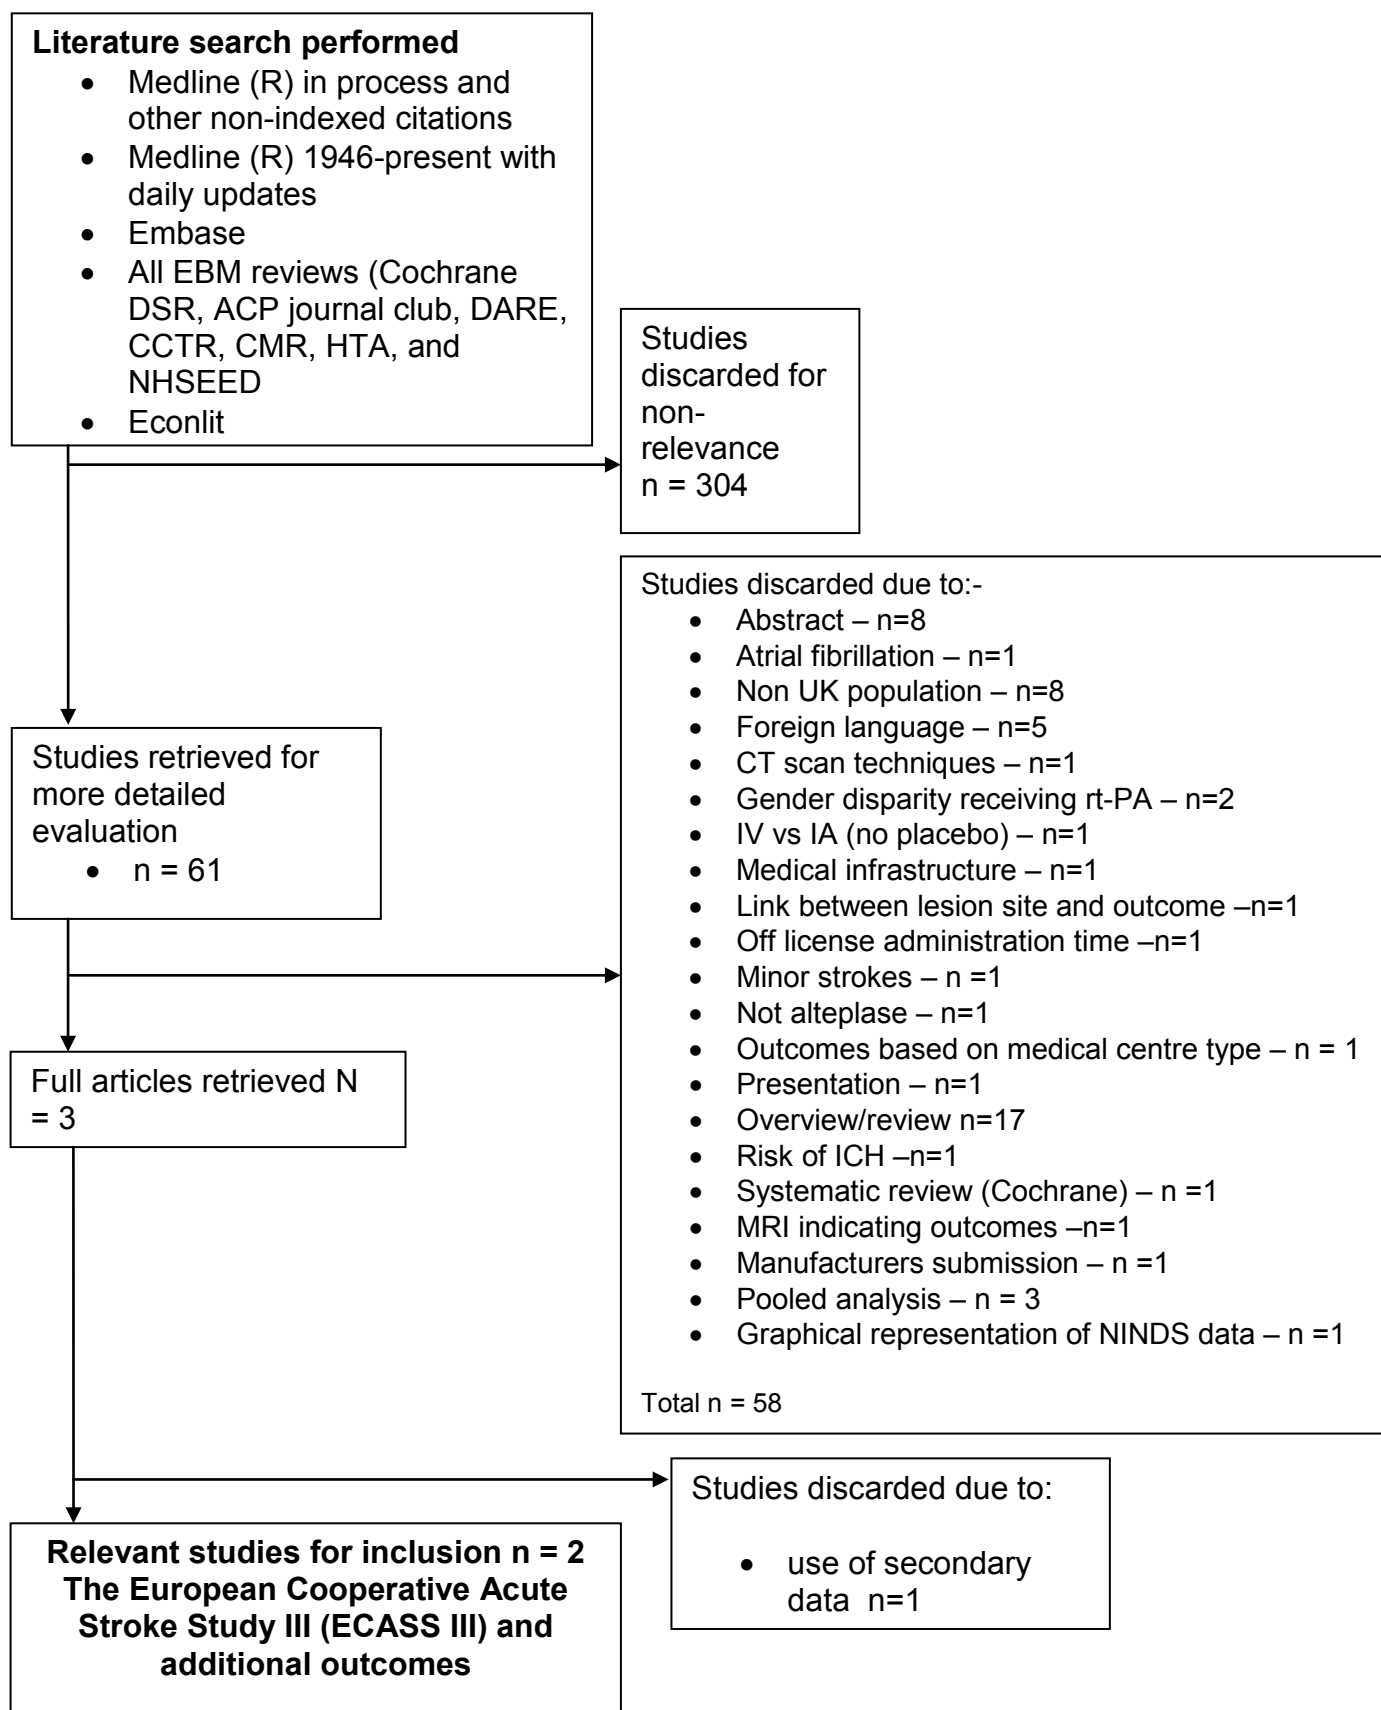 Literature search performed
• Medline (R) in process and
other non-indexed citations
• Medline (R) 1946-present with
daily updates
• Embase
• All EBM reviews (Cochrane
DSR, ACP journal club, DARE,
CCTR, CMR, HTA, and
NHSEED
• Econlit
Studies
discarded for
non-
relevance
n = 304
Studies retrieved for
more detailed
evaluation
• n = 61
Studies discarded due to:-
• Abstract – n=8
• Atrial fibrillation – n=1
• Non UK population – n=8
• Foreign language – n=5
• CT scan techniques – n=1
• Gender disparity receiving rt-PA – n=2
• IV vs IA (no placebo) – n=1
• Medical infrastructure – n=1
• Link between lesion site and outcome –n=1
• Off license administration time –n=1
• Minor strokes – n =1
• Not alteplase – n=1
• Outcomes based on medical centre type – n = 1
• Presentation – n=1
• Overview/review n=17
• Risk of ICH –n=1
• Systematic review (Cochrane) – n =1
• MRI indicating outcomes –n=1
• Manufacturers submission – n =1
• Pooled analysis – n = 3
• Graphical representation of NINDS data – n =1
Total n = 58
Full articles retrieved N
= 3
Studies discarded due to:
• use of secondary
data n=1
Relevant studies for inclusion n = 2
The European Cooperative Acute
Stroke Study III (ECASS III) and
additional outcomes